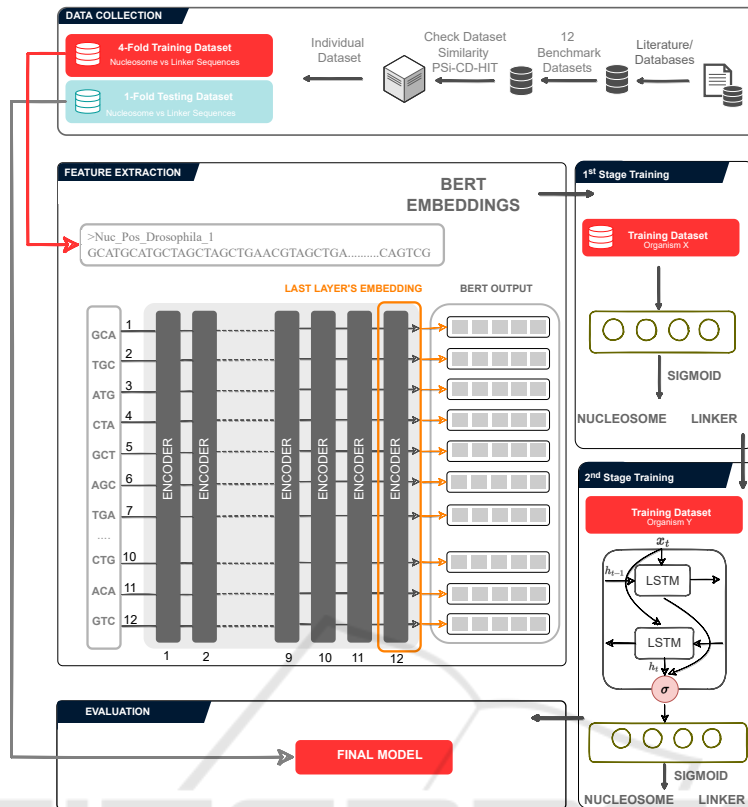 DATA COLLECTION
4-Fold Training Dataset
Nucleosome vs Linker Sequences
1-Fold Testing Dataset
Nucleosome vs Linker Sequences
Individual
Dataset
Check Dataset
Similarity
PSi-CD-HIT
12
Benchmark
Datasets
Literature/
Databases
FEATURE EXTRACTION
BERT
EMBEDDINGS
>Nuc_Pos_Drosophila_1
GCATGCATGCTAGCTAGCTGAACGTAGCTGA.........CAGTCG
LAST LAYER'S EMBEDDING
BERT OUTPUT
GCA 1
TGC 2
ATG 3
CTA 4
GCT 5
AGC 6
TGA 7
....
CTG 10
ACA 11
GTC 12
ENCODER
ENCODER
ENCODER
ENCODER
ENCODER
ENCODER
1 2 9 10 11 12
1st Stage Training
Training Dataset
Organism X
SIGMOID
NUCLEOSOME LINKER
2nd Stage Training
Training Dataset
Organism Y
x_t
h_{t-1}
LSTM
LSTM
h_t
σ
SIGMOID
NUCLEOSOME LINKER
EVALUATION
FINAL MODEL